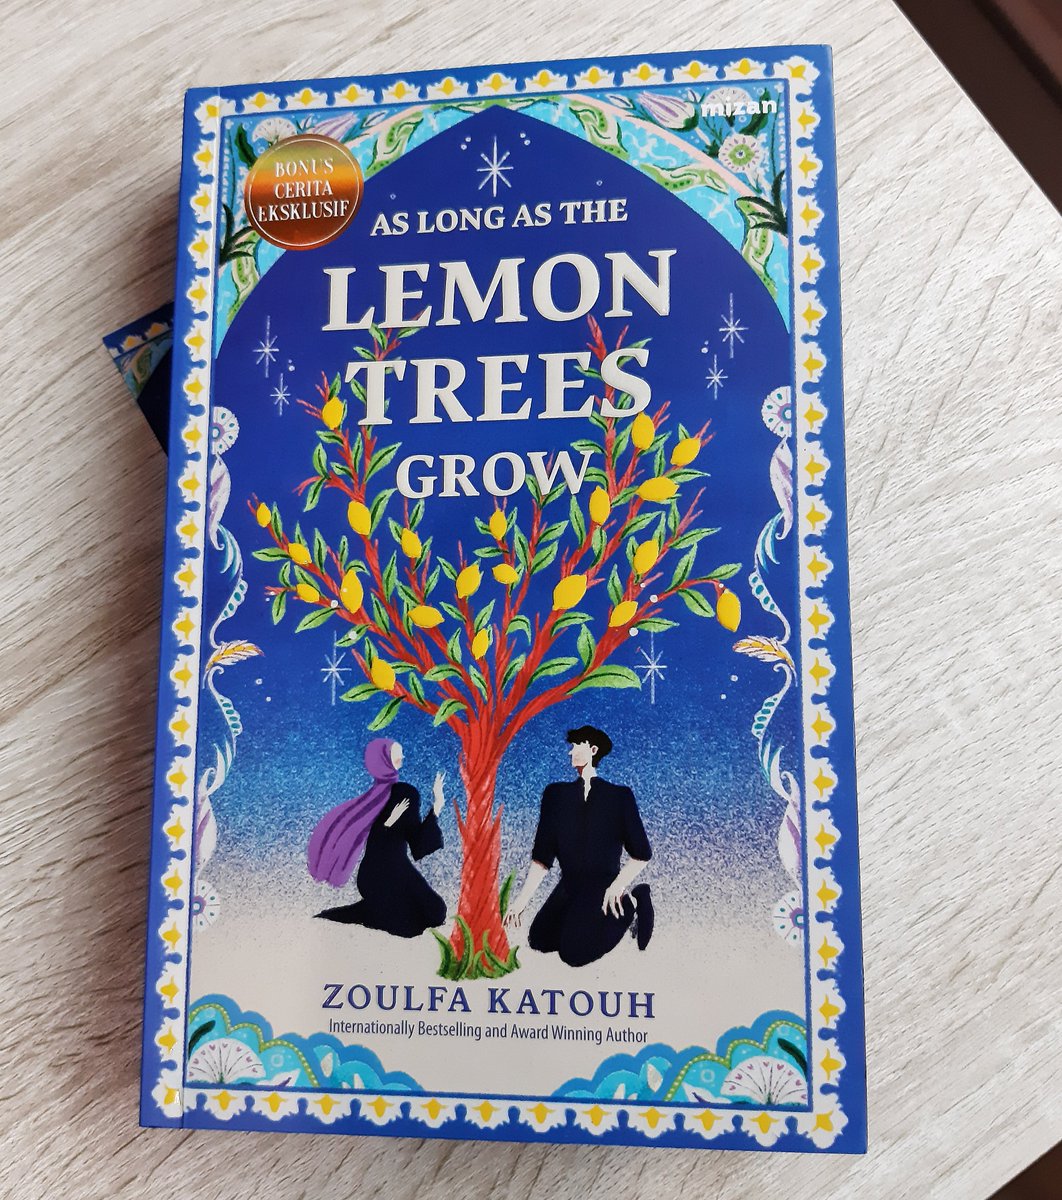 mizan
BONUS
CERITA
EKSKLUSIF
AS LONG AS THE
LEMON
TREES
GROW
ZOULFA KATOUH
Internationally Bestselling and Award Winning Author